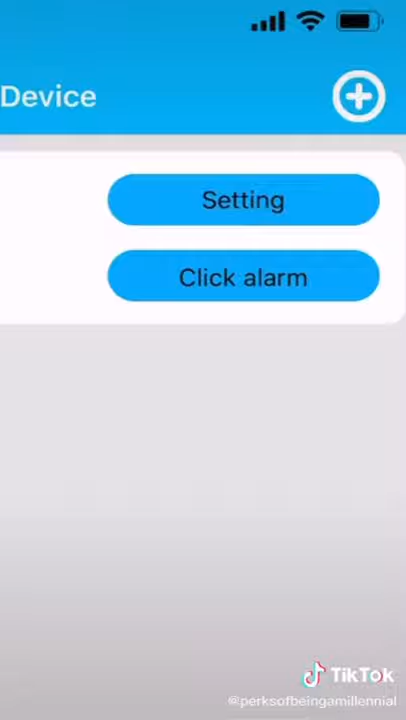 Device
Setting
Click alarm
TikTok
@perksofbeingamillennial